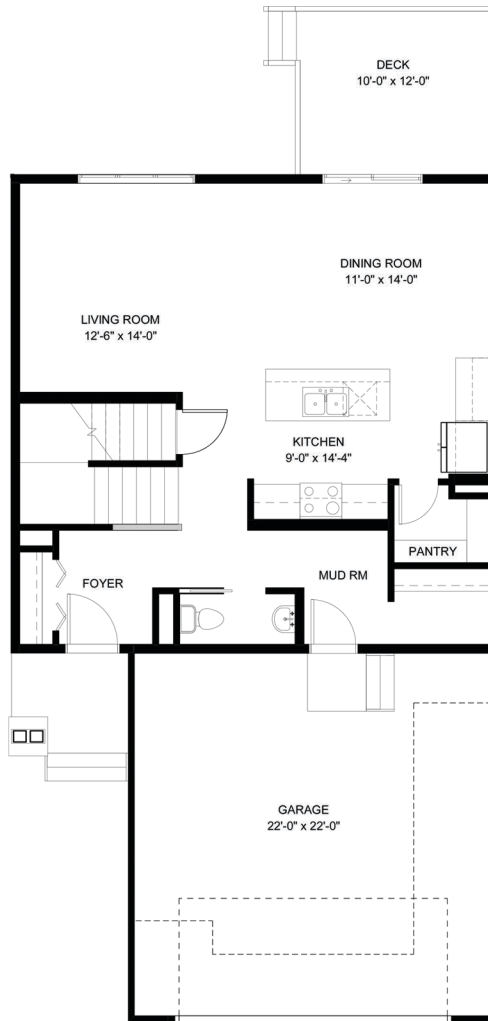 DECK
10'-0" x 12'-0"
DINING ROOM
11'-0" x 14'-0"
LIVING ROOM
12'-6" x 14'-0"
KITCHEN
9'-0" x 14'-4"
PANTRY
FOYER
MUD RM
GARAGE
22'-0" x 22'-0"